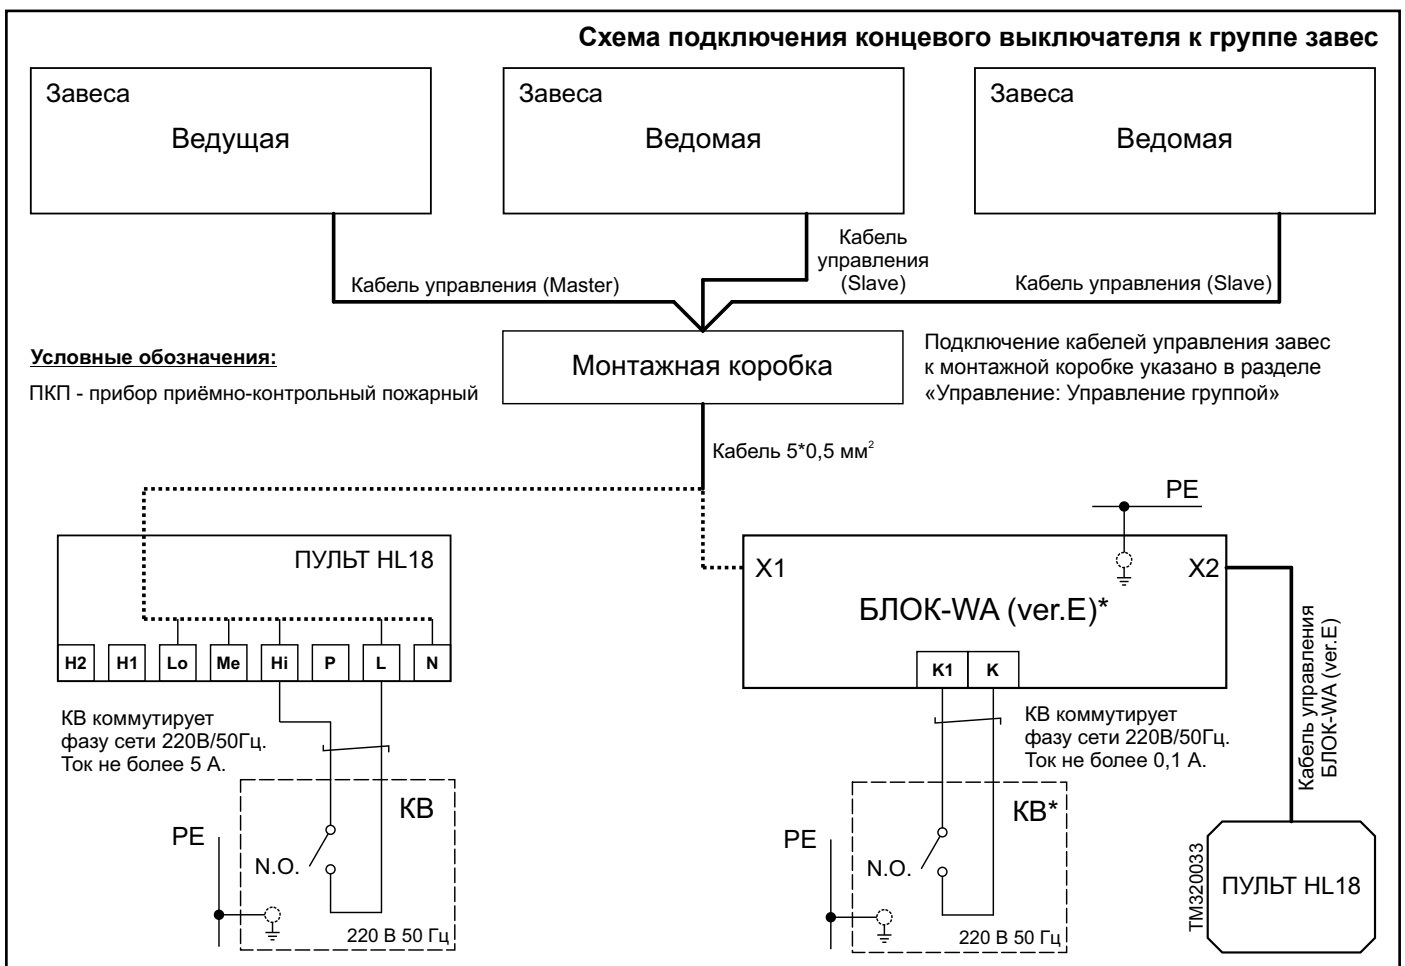 Схема подключения концевого выключателя к группе завес
Завеса
Ведущая
Завеса
Ведомая
Завеса
Ведомая
Кабель управления (Master)
Кабель
управления
(Slave)
Кабель управления (Slave)
Условные обозначения:
ПКП - прибор приёмно-контрольный пожарный
Монтажная коробка
Подключение кабелей управления завес
к монтажной коробке указано в разделе
«Управление: Управление группой»
Кабель 5*0,5 мм²
ПУЛЬТ HL18
H2 H1 Lo Me Hi P L N
КВ коммутирует
фазу сети 220В/50Гц.
Ток не более 5 А.
КВ
PE
N.O.
220 В 50 Гц
PE
X1
X2
БЛОК-WA (ver.E)*
K1 K
КВ коммутирует
фазу сети 220В/50Гц.
Ток не более 0,1 А.
КВ*
PE
N.O.
220 В 50 Гц
Кабель управления
БЛОК-WA (ver.E)
TM320033
ПУЛЬТ HL18